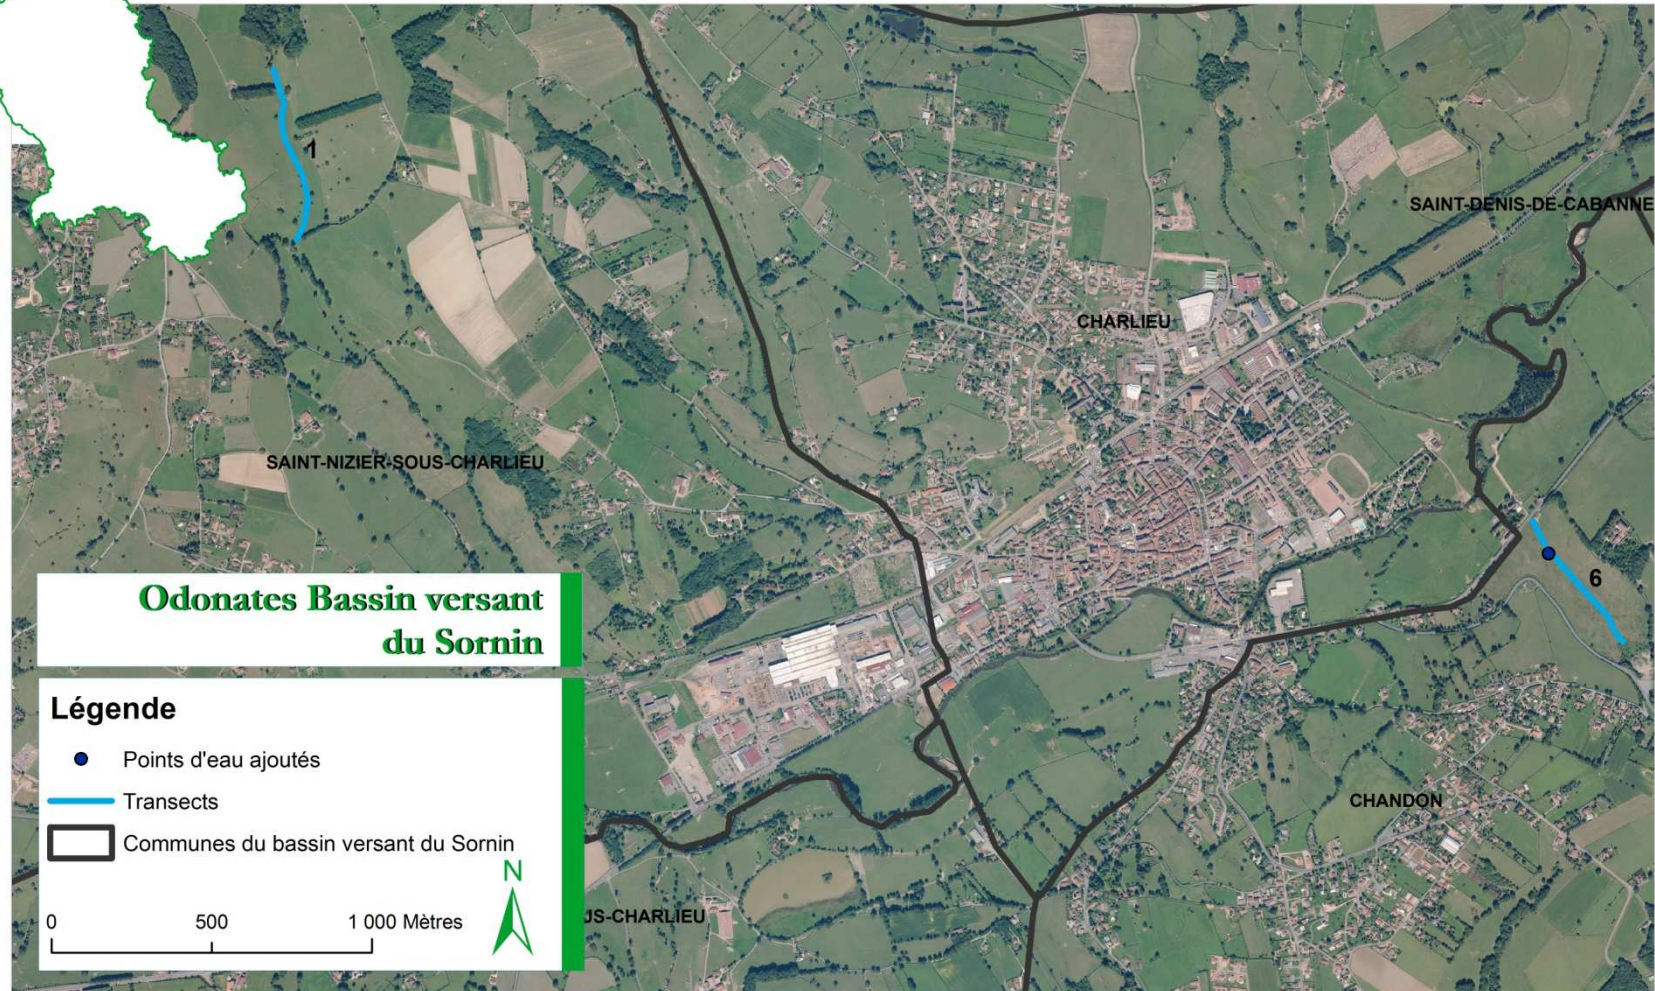 1
SAINT-DENIS-DE-CABANNE
CHARLIEU
SAINT-NIZIER-SOUS-CHARLIEU
6
Odonates Bassin versant
du Sornin
Légende
Points d'eau ajoutés
Transects
Communes du bassin versant du Sornin
N
0 500 1 000 Mètres
CHANDON
US-CHARLIEU